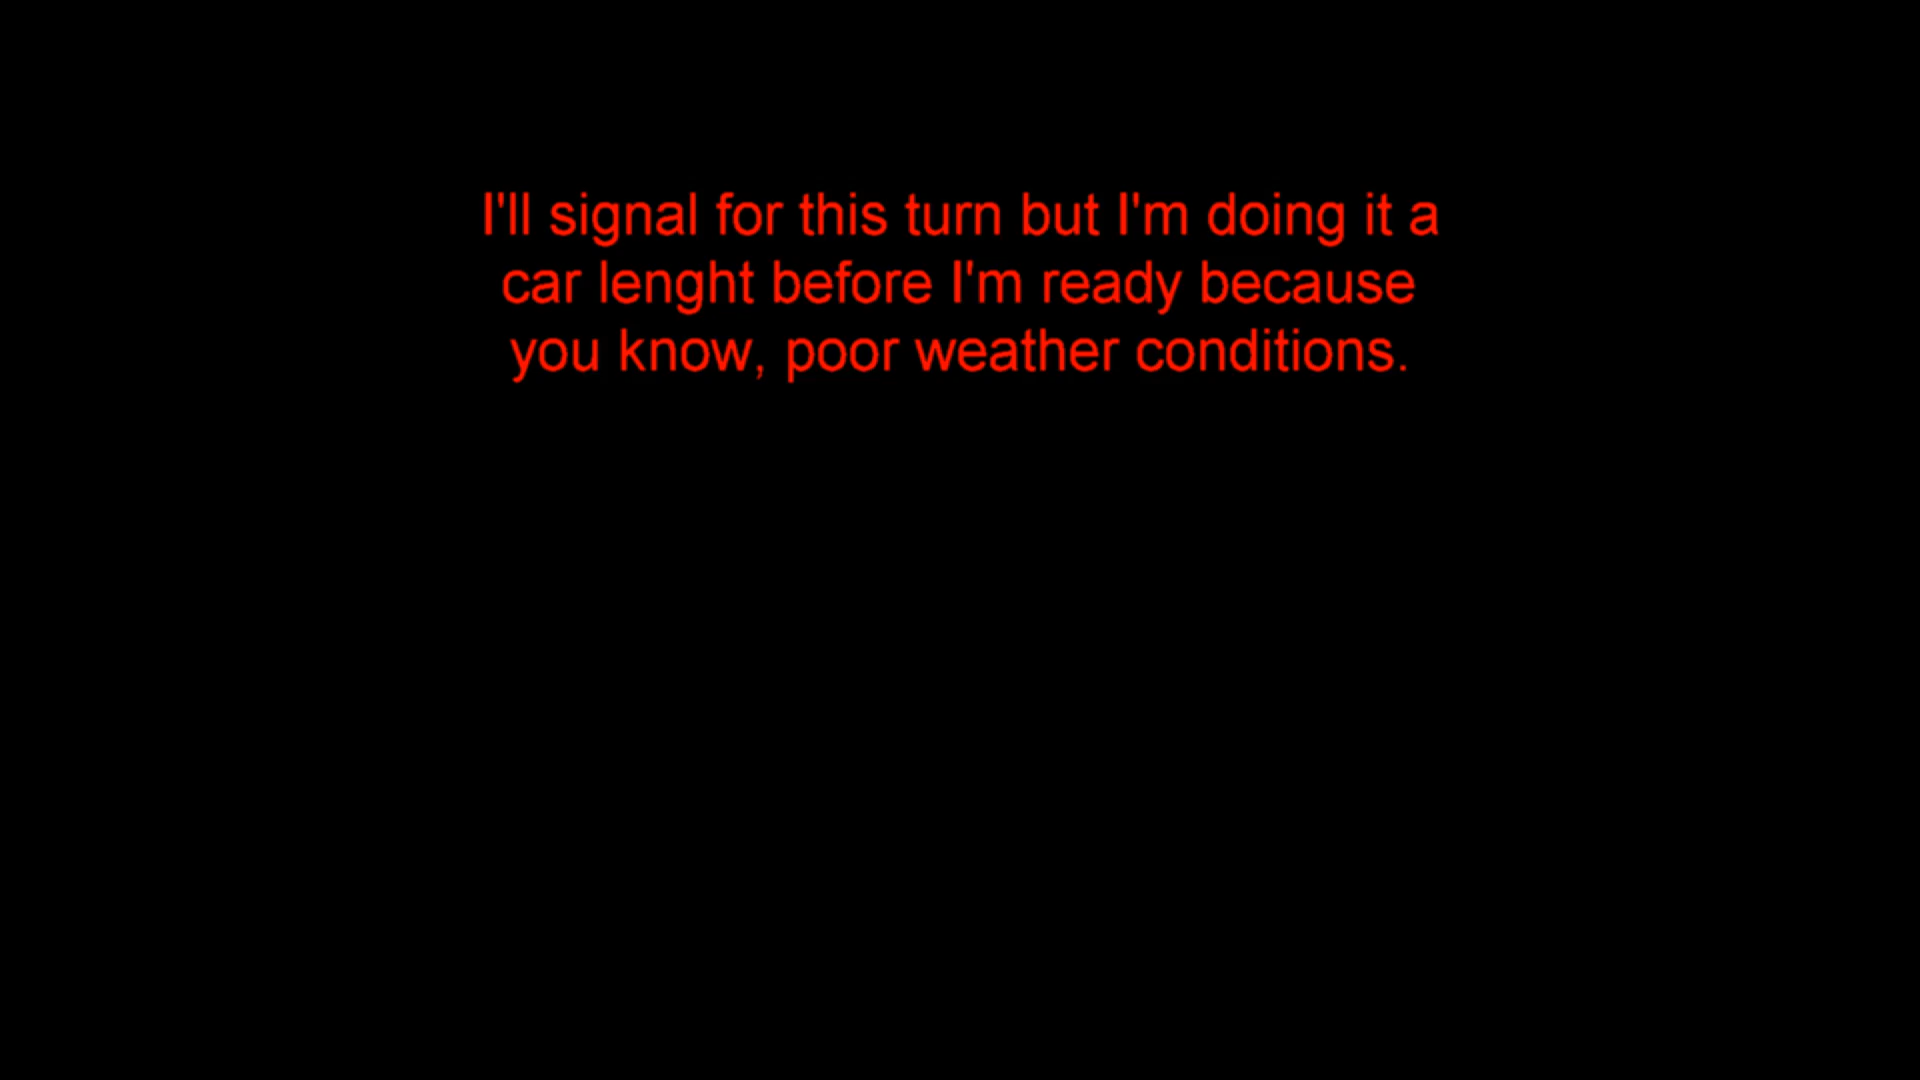 I'll signal for this turn but I'm doing it a
car lenght before I'm ready because
you know, poor weather conditions.